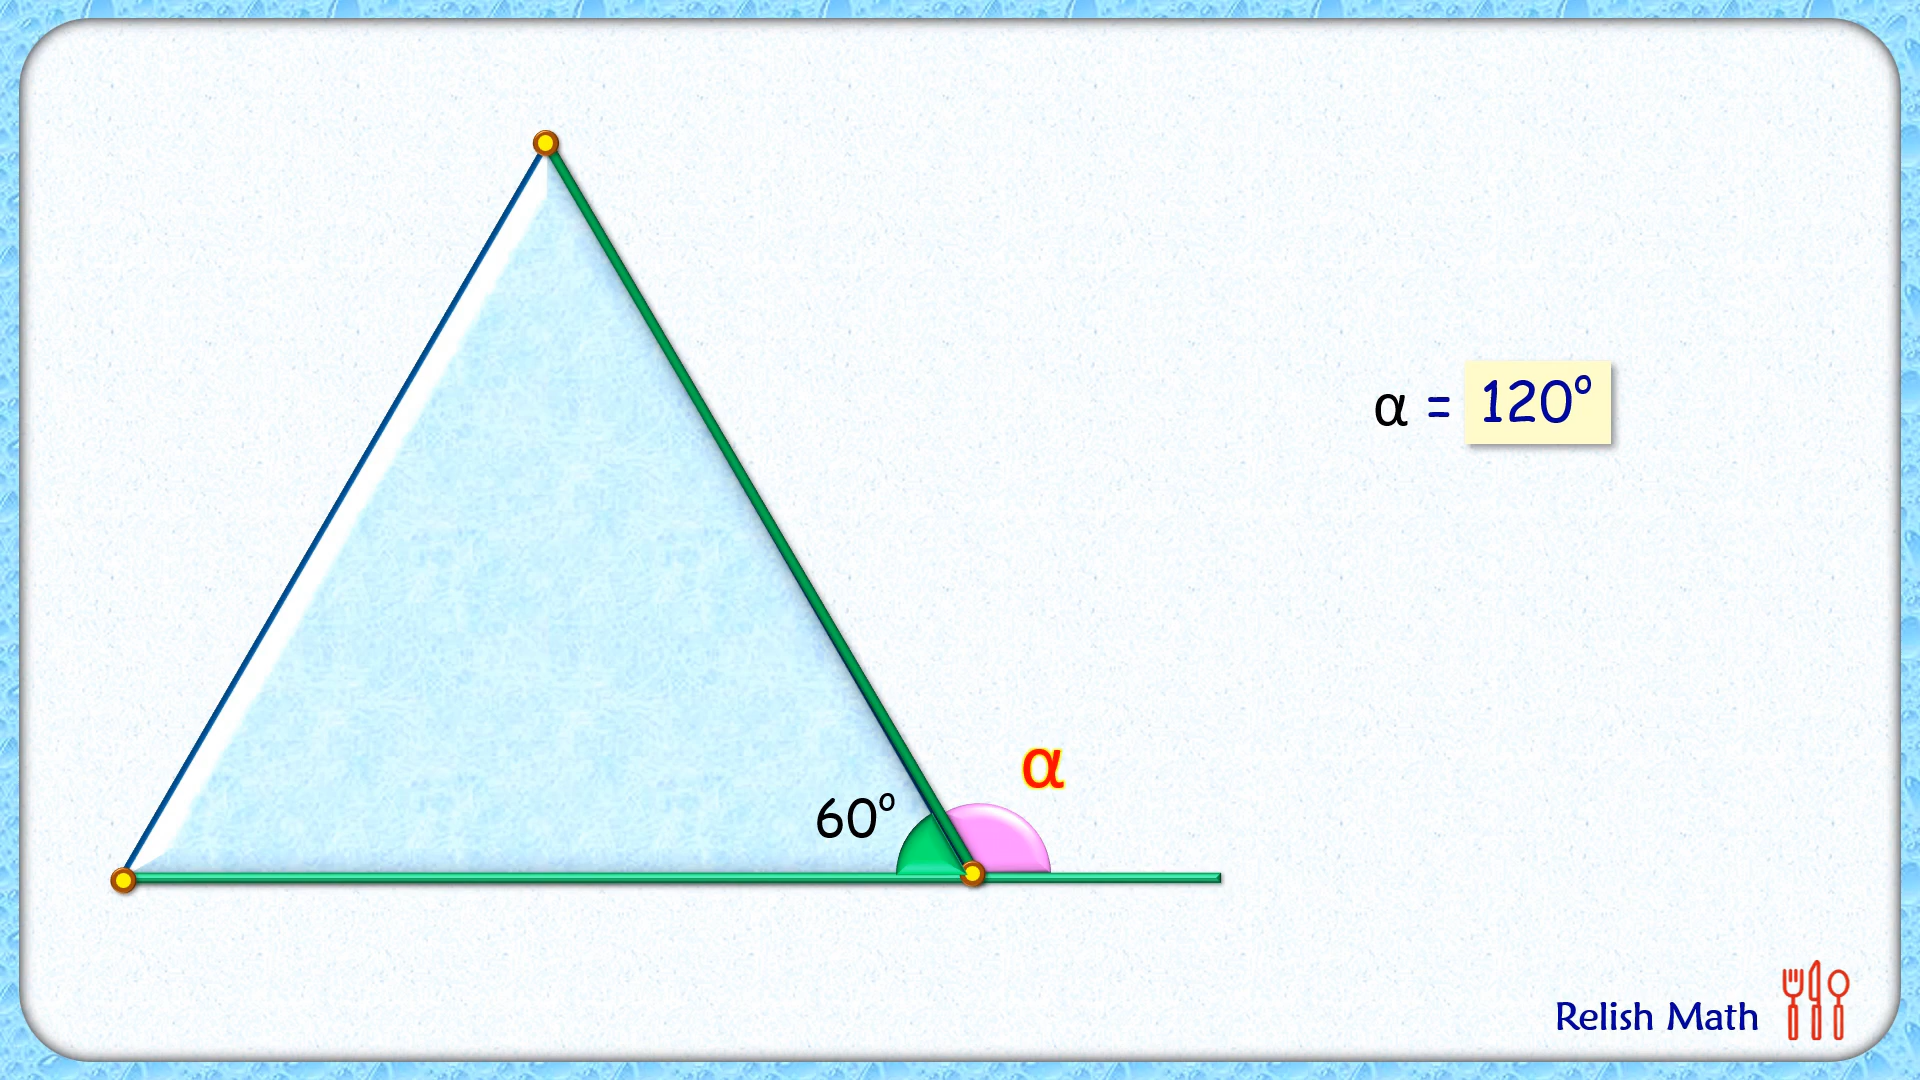 α = 120°
α
60°
Relish Math